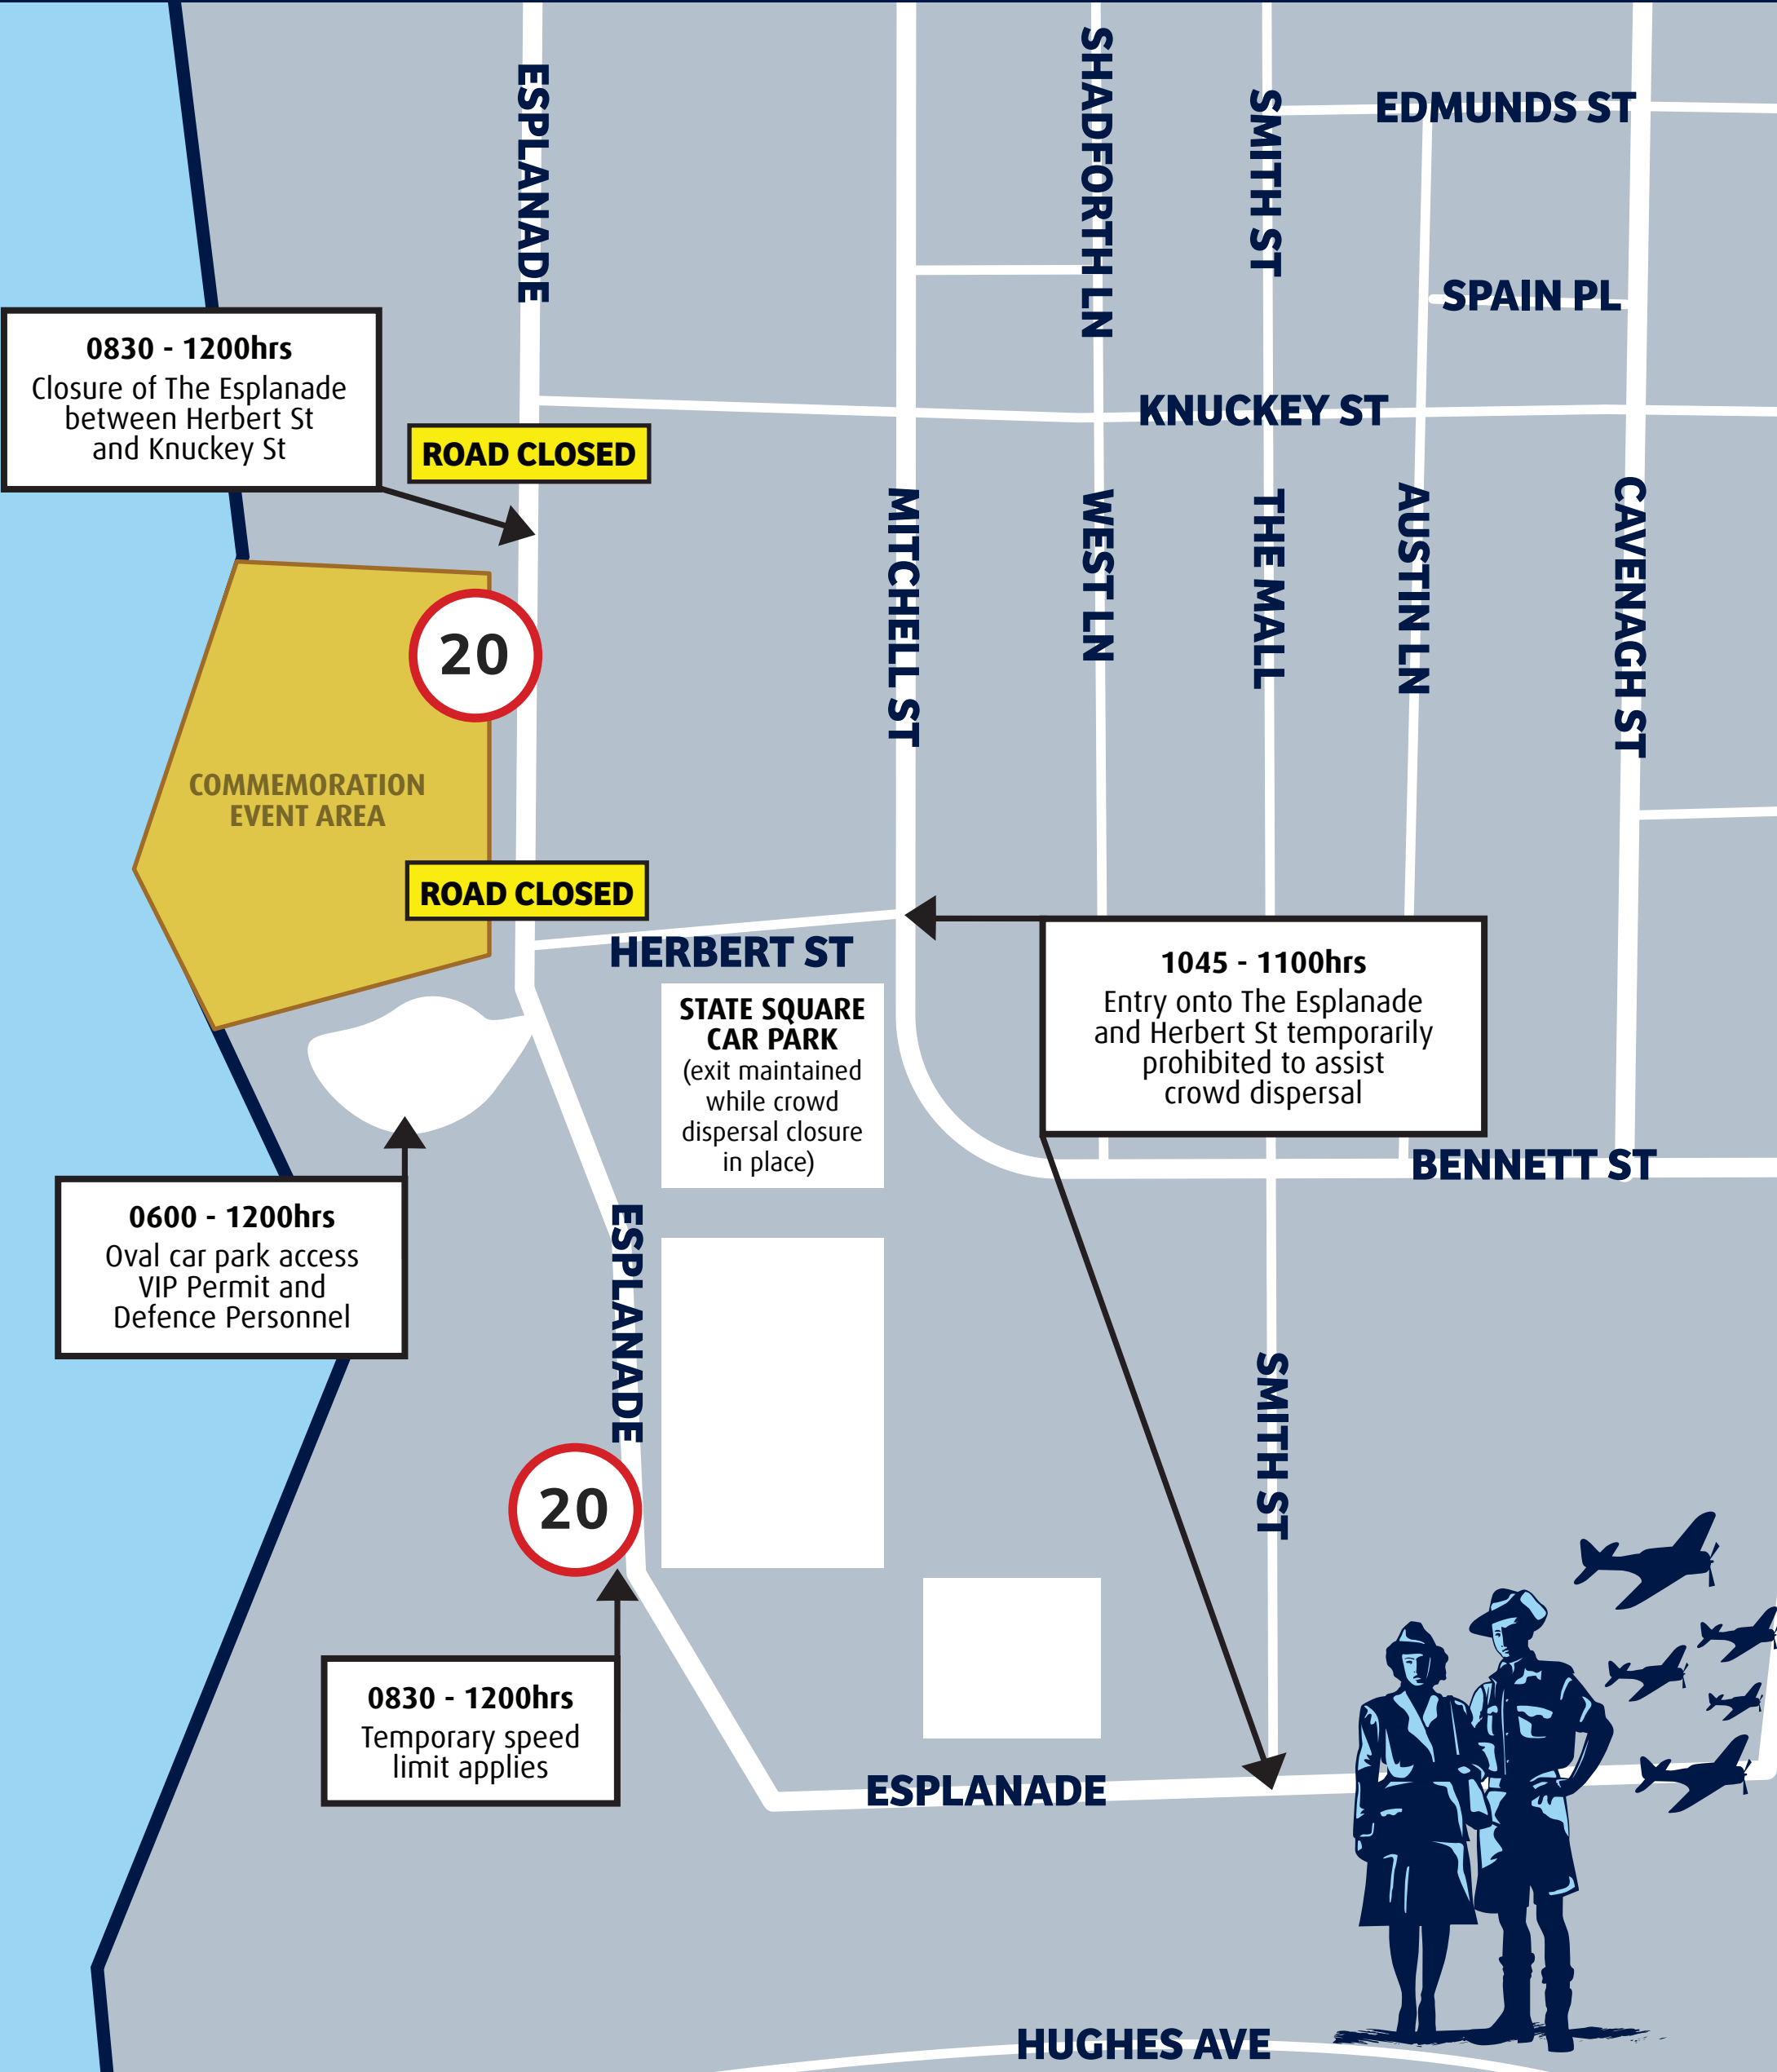 ESPLANADE
SHADFORTH LN
SMITH ST
EDMUNDS ST
SPAIN PL
0830 - 1200hrs
Closure of The Esplanade
between Herbert St
and Knuckey St
ROAD CLOSED
KNUCKEY ST
MITCHELL ST
WEST LN
THE MALL
AUSTIN LN
CAVENAGH ST
20
COMMEMORATION
EVENT AREA
ROAD CLOSED
HERBERT ST
STATE SQUARE
CAR PARK
(exit maintained
while crowd
dispersal closure
in place)
1045 - 1100hrs
Entry onto The Esplanade
and Herbert St temporarily
prohibited to assist
crowd dispersal
BENNETT ST
0600 - 1200hrs
Oval car park access
VIP Permit and
Defence Personnel
ESPLANADE
SMITH ST
20
0830 - 1200hrs
Temporary speed
limit applies
ESPLANADE
HUGHES AVE